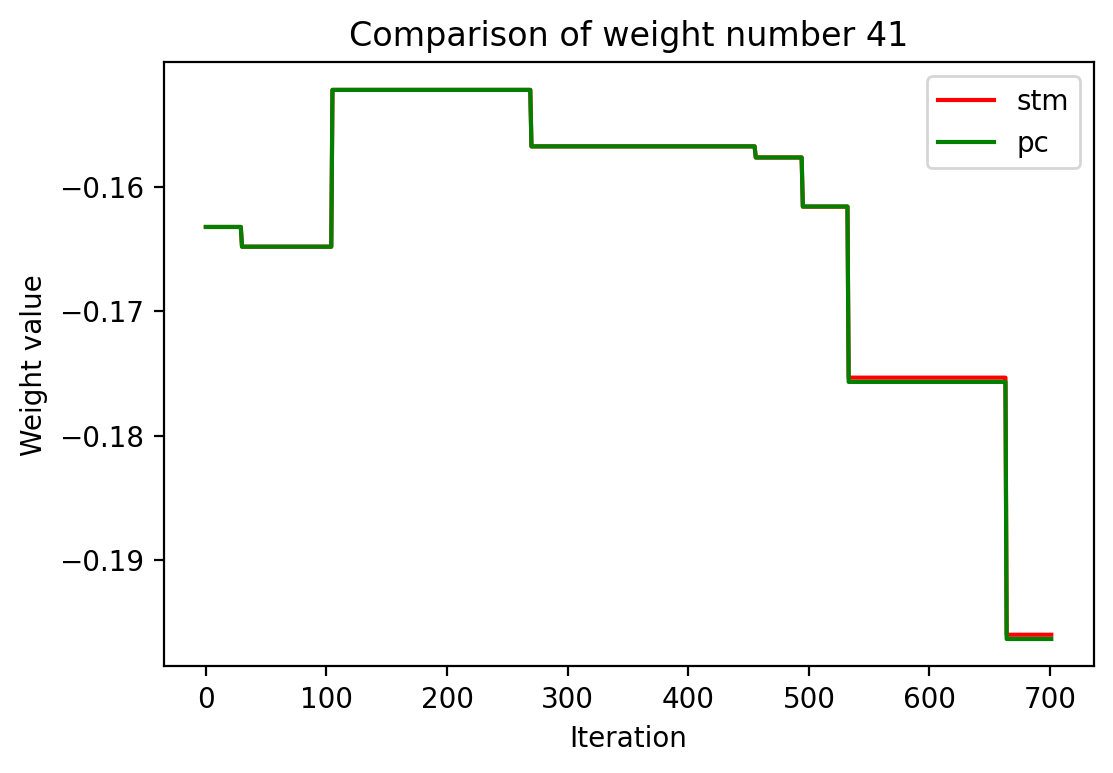 Comparison of weight number 41
stm
pc
−0.16
−0.17
−0.18
−0.19
Weight value
0 100 200 300 400 500 600 700
Iteration